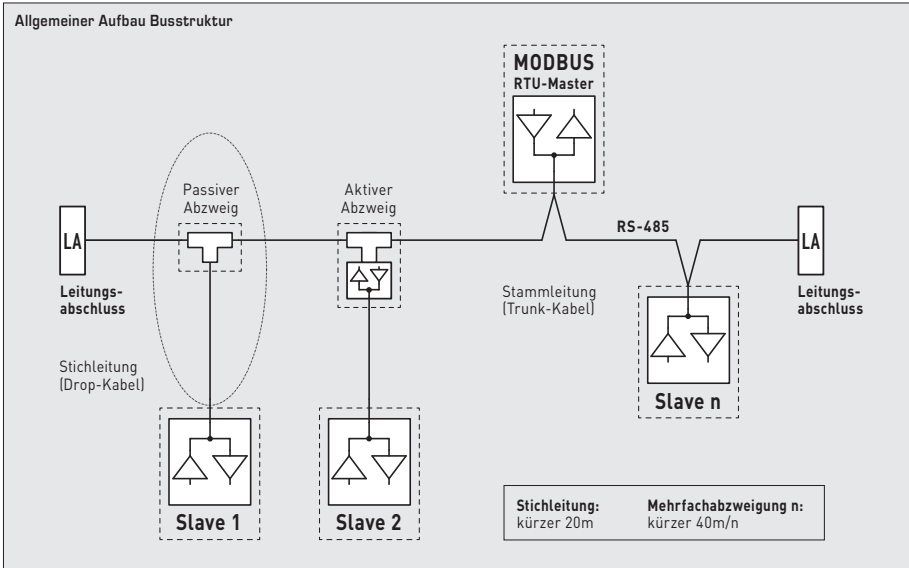 Allgemeiner Aufbau Busstruktur
MODBUS
RTU-Master
Passiver
Abzweig
Aktiver
Abzweig
RS-485
LA
LA
Leitungs-
abschluss
Stammleitung
(Trunk-Kabel)
Leitungs-
abschluss
Stichleitung
(Drop-Kabel)
Slave n
Slave 1
Slave 2
Stichleitung:
kürzer 20m
Mehrfachabzweigung n:
kürzer 40m/n